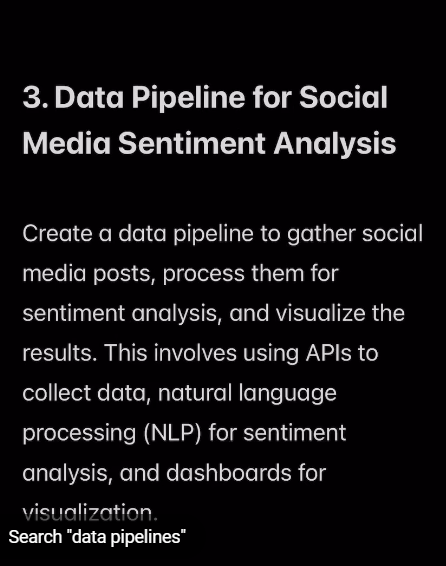 3. Data Pipeline for Social
Media Sentiment Analysis
Create a data pipeline to gather social
media posts, process them for
sentiment analysis, and visualize the
results. This involves using APIs to
collect data, natural language
processing (NLP) for sentiment
analysis, and dashboards for
visualization.
Search "data pipelines"